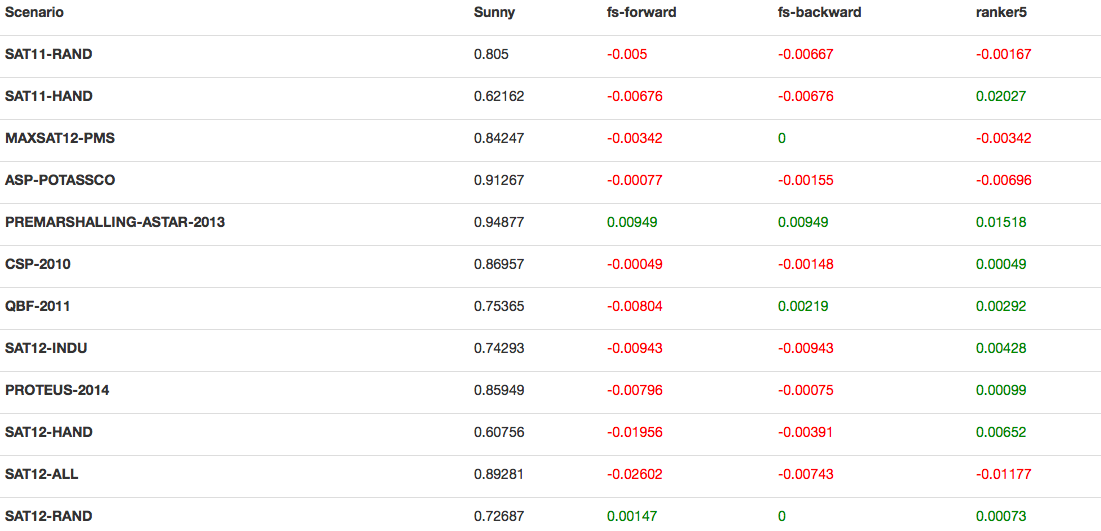 Scenario Sunny fs-forward fs-backward ranker5
SAT11-RAND 0.805 -0.005 -0.00667 -0.00167
SAT11-HAND 0.62162 -0.00676 -0.00676 0.02027
MAXSAT12-PMS 0.84247 -0.00342 0 -0.00342
ASP-POTASSCO 0.91267 -0.00077 -0.00155 -0.00696
PREMARSHALLING-ASTAR-2013 0.94877 0.00949 0.00949 0.01518
CSP-2010 0.86957 -0.00049 -0.00148 0.00049
QBF-2011 0.75365 -0.00804 0.00219 0.00292
SAT12-INDU 0.74293 -0.00943 -0.00943 0.00428
PROTEUS-2014 0.85949 -0.00796 -0.00075 0.00099
SAT12-HAND 0.60756 -0.01956 -0.00391 0.00652
SAT12-ALL 0.89281 -0.02602 -0.00743 -0.01177
SAT12-RAND 0.72687 0.00147 0 0.00073